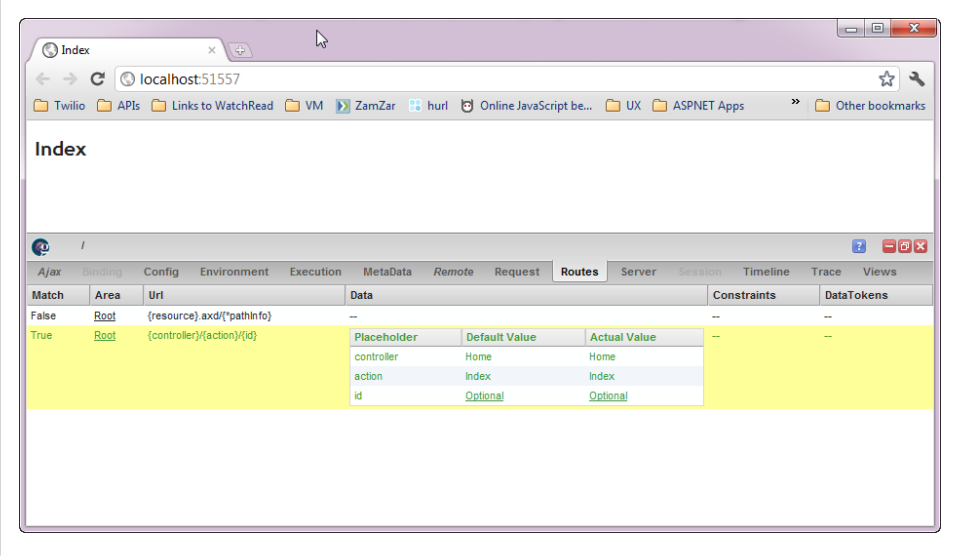 Index
localhost:51557
Twilio APIs Links to WatchRead VM ZamZar hurl Online JavaScript be... UX ASPNET Apps » Other bookmarks
Index
/ ?
Ajax Binding Config Environment Execution MetaData Remote Request Routes Server Session Timeline Trace Views
Match Area Url Data Constraints DataTokens
False Root {resource}.axd/{*pathInfo} -- -- --
True Root {controller}/{action}/{id} Placeholder Default Value Actual Value -- --
controller Home Home
action Index Index
id Optional Optional